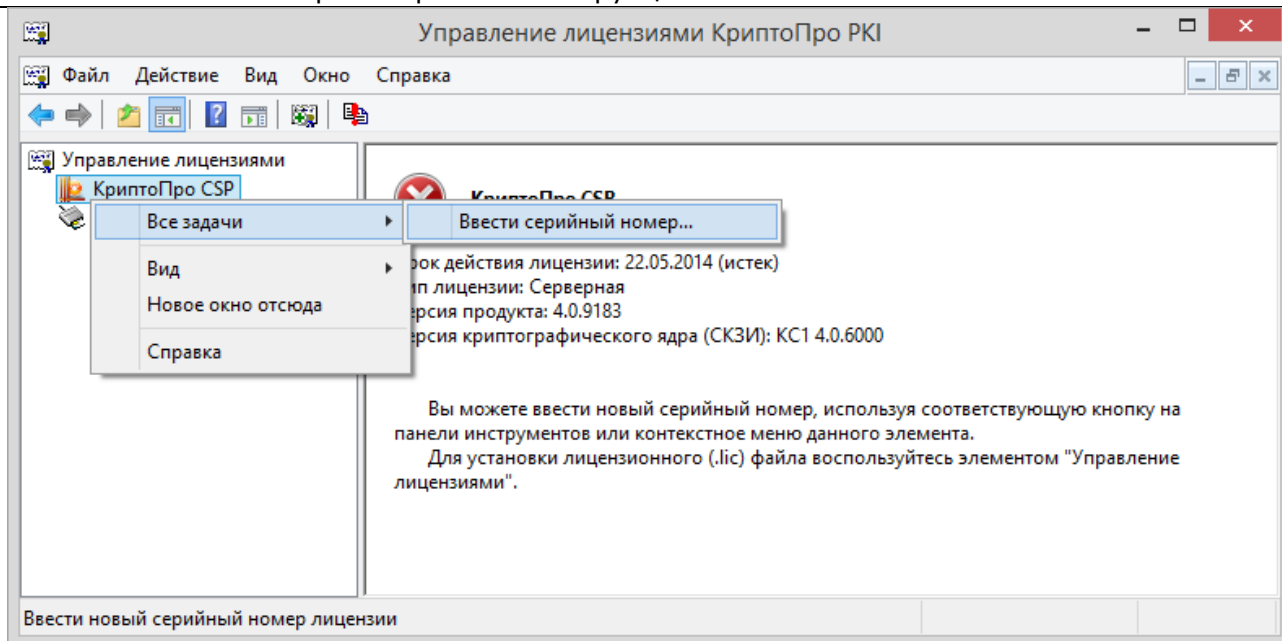 Управление лицензиями КриптоПро PKI
Файл Действие Вид Окно Справка
Управление лицензиями
КриптоПро CSP
КриптоПро CSP
Все задачи
Ввести серийный номер...
Вид
Новое окно отсюда
Справка
рок действия лицензии: 22.05.2014 (истек)
ип лицензии: Серверная
ерсия продукта: 4.0.9183
ерсия криптографического ядра (СКЗИ): КС1 4.0.6000
Вы можете ввести новый серийный номер, используя соответствующую кнопку на
панели инструментов или контекстное меню данного элемента.
Для установки лицензионного (.lic) файла воспользуйтесь элементом "Управление
лицензиями".
Ввести новый серийный номер лицензии